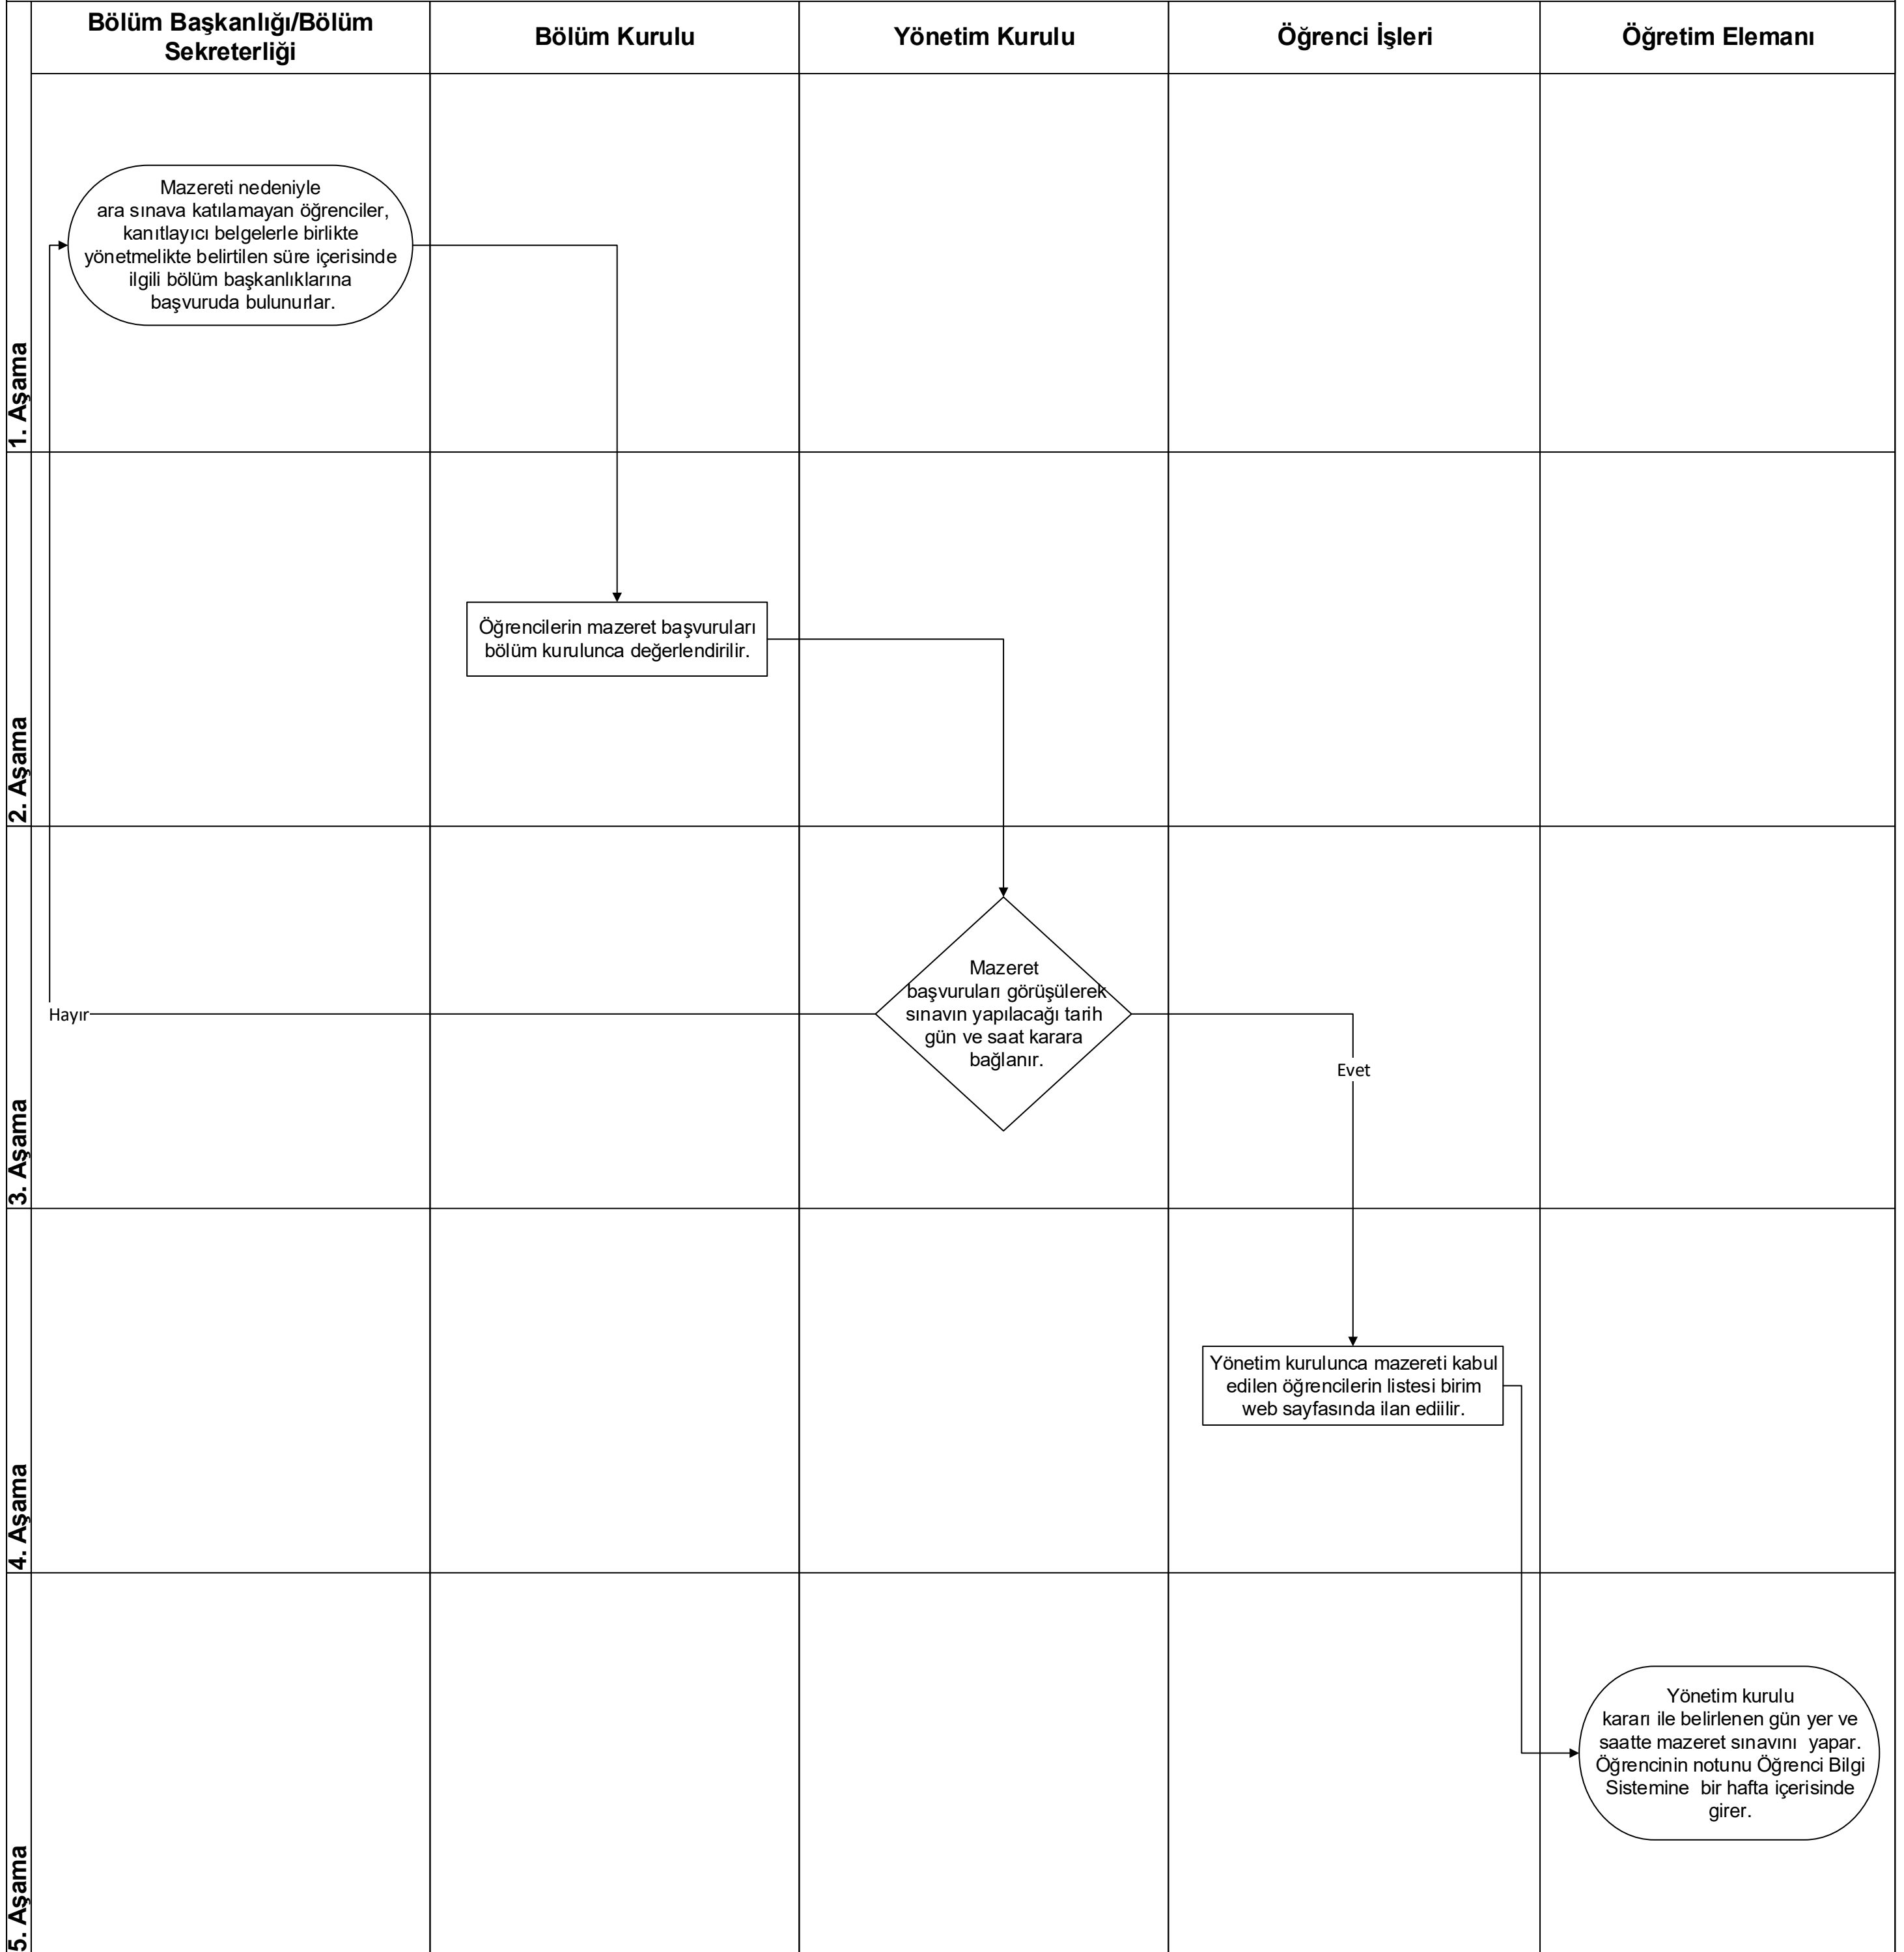 Bölüm Başkanlığı/Bölüm
Sekreterliği
Bölüm Kurulu
Yönetim Kurulu
Öğrenci İşleri
Öğretim Elemanı
1. Aşama
Mazereti nedeniyle
ara sınava katılamayan öğrenciler,
kanıtlayıcı belgelerle birlikte
yönetmelikte belirtilen süre içerisinde
ilgili bölüm başkanlıklarına
başvuruda bulunurlar.
2. Aşama
Öğrencilerin mazeret başvuruları
bölüm kurulunca değerlendirilir.
3. Aşama
Hayır
Mazeret
başvuruları görüşülerek
sınavın yapılacağı tarih
gün ve saat karara
bağlanır.
Evet
4. Aşama
Yönetim kurulunca mazereti kabul
edilen öğrencilerin listesi birim
web sayfasında ilan ediilir.
5. Aşama
Yönetim kurulu
kararı ile belirlenen gün yer ve
saatte mazeret sınavını  yapar.
Öğrencinin notunu Öğrenci Bilgi
Sistemine  bir hafta içerisinde
girer.